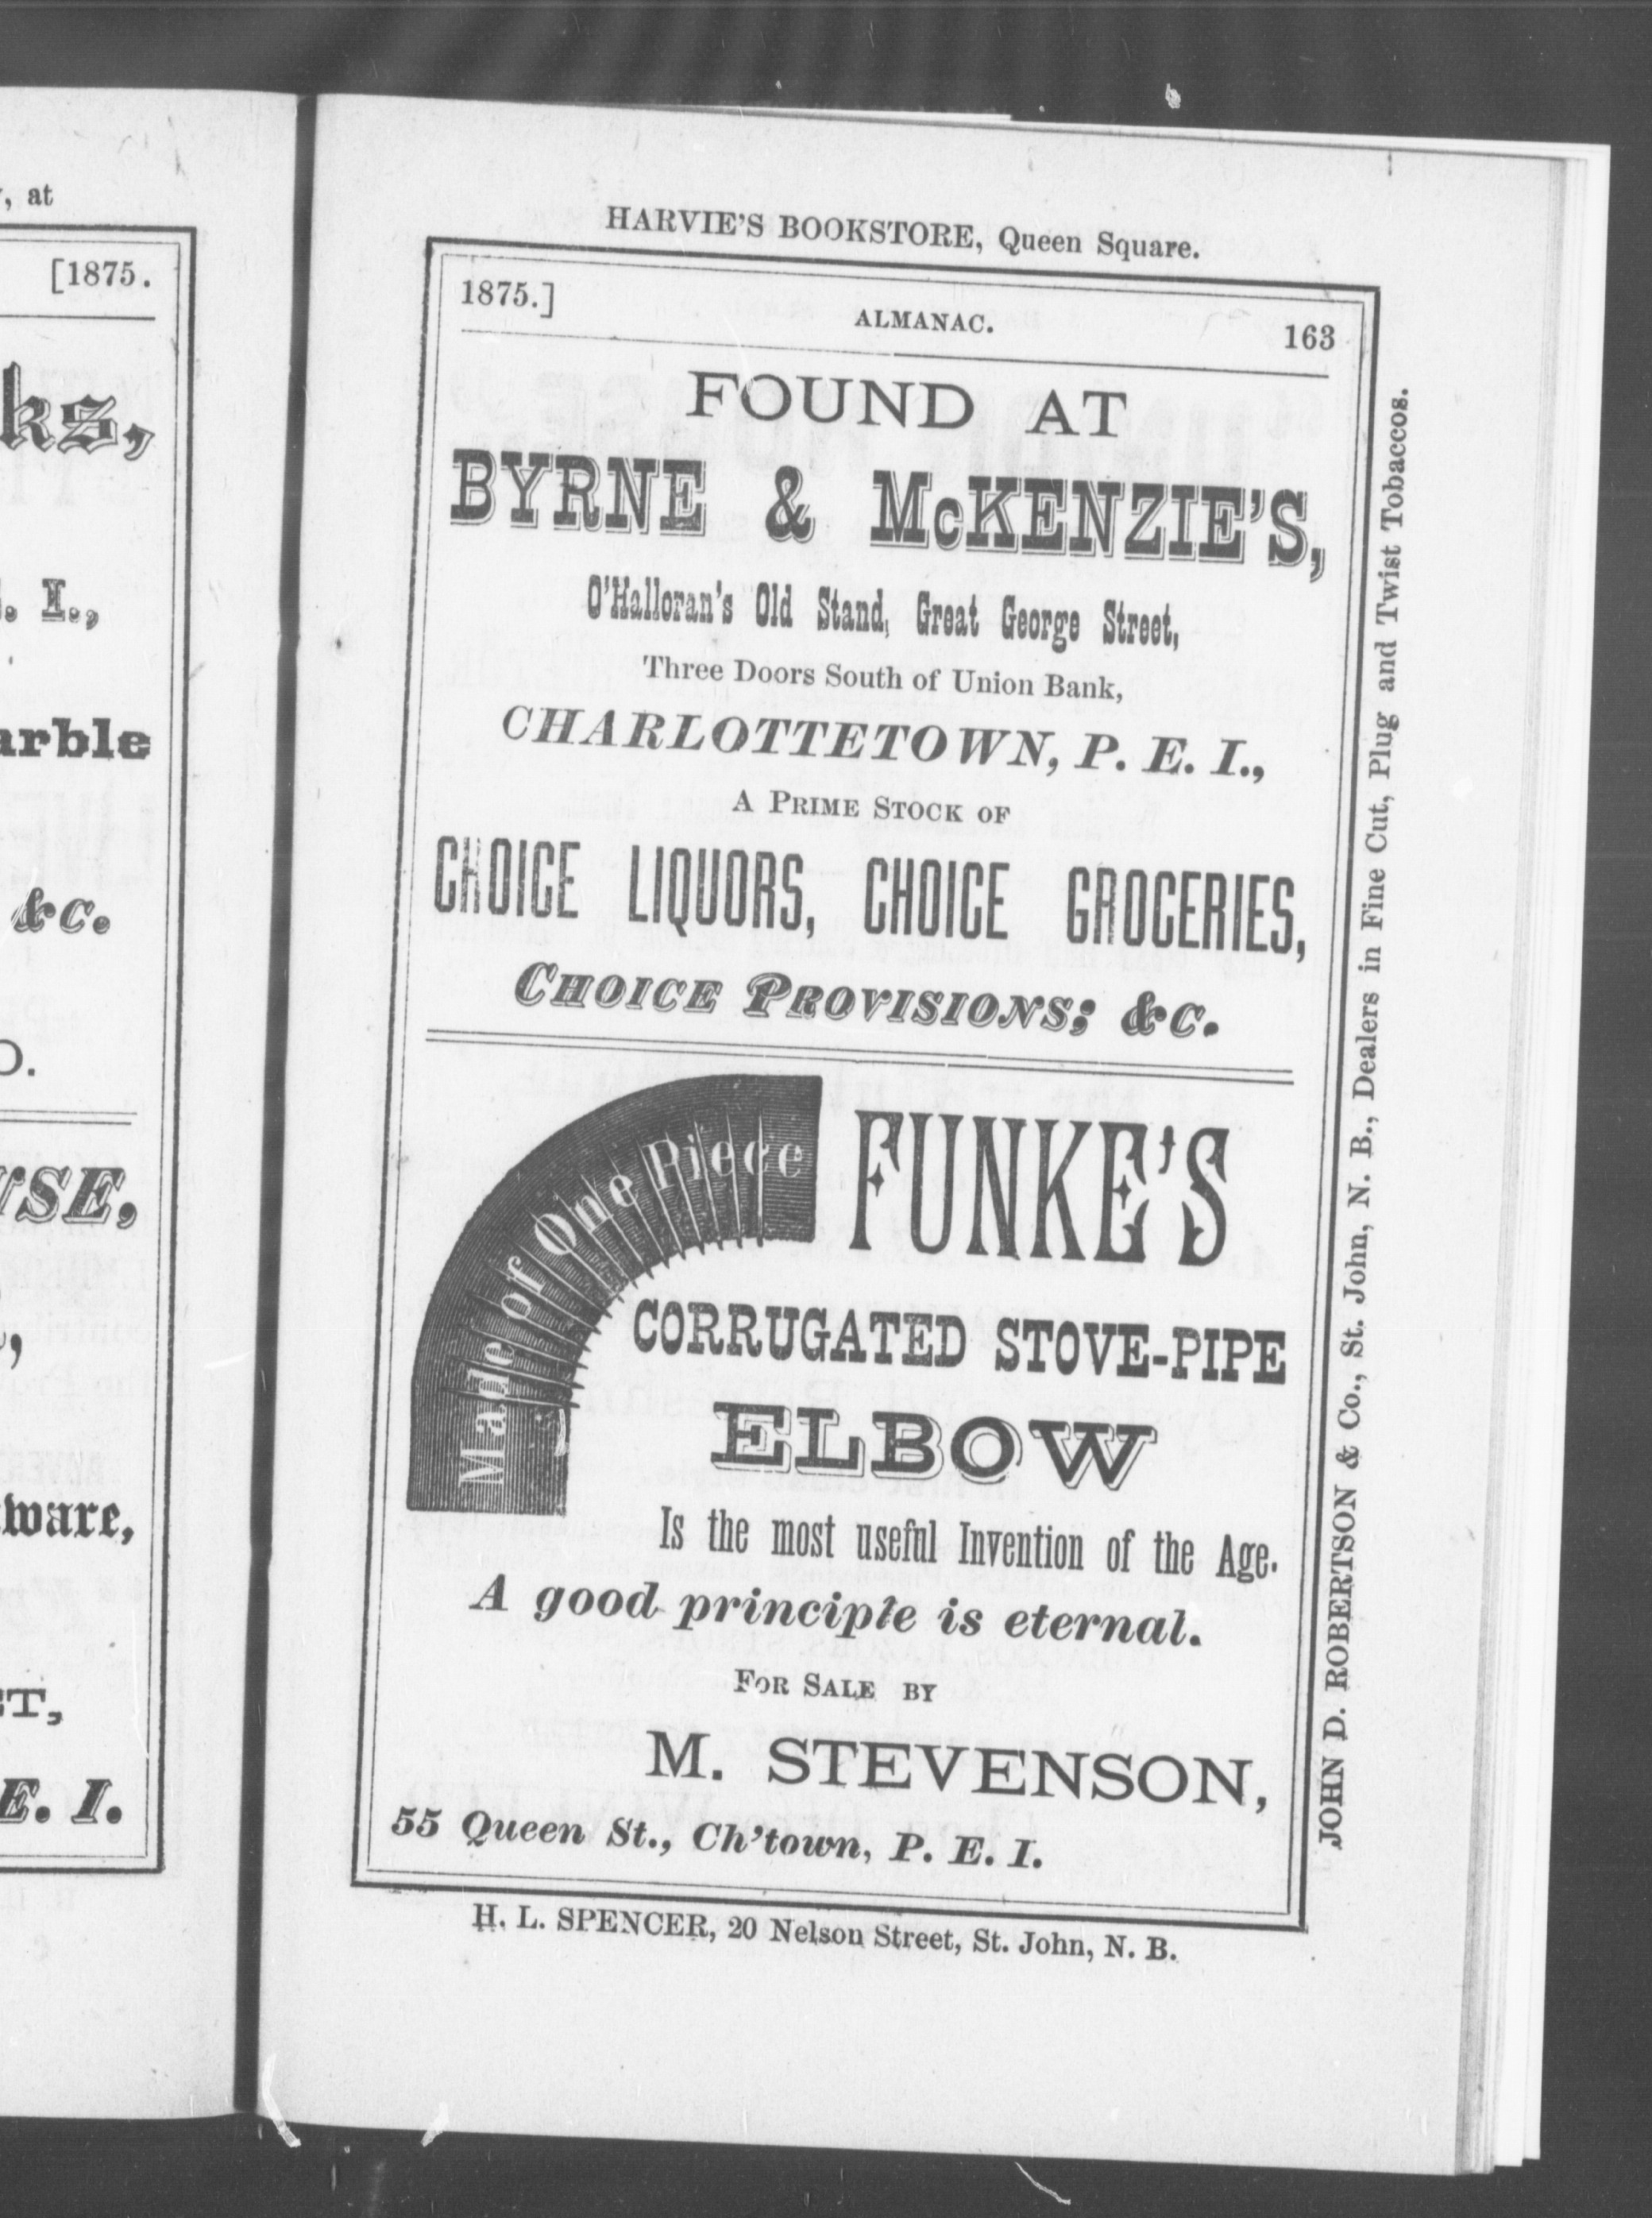 , at
[1875.
ks,
I.,
arble
&c.
O.
SE,
ware,
T,
E. I.
HARVIE'S BOOKSTORE, Queen Square.
1875.] ALMANAC. 163
FOUND AT
BYRNE & McKENZIE'S,
O'Halloran's Old Stand, Great George Street,
Three Doors South of Union Bank,
CHARLOTTETOWN, P. E. I.,
A PRIME STOCK OF
CHOICE LIQUORS, CHOICE GROCERIES,
CHOICE PROVISIONS; &c.
Made of One Piece
FUNKE'S
CORRUGATED STOVE-PIPE
ELBOW
Is the most useful Invention of the Age.
A good principle is eternal.
FOR SALE BY
M. STEVENSON,
55 Queen St., Ch'town, P. E. I.
H. L. SPENCER, 20 Nelson Street, St. John, N. B.
JOHN D. ROBERTSON & Co., St. John, N. B., Dealers in Fine Cut, Plug and Twist Tobaccos.